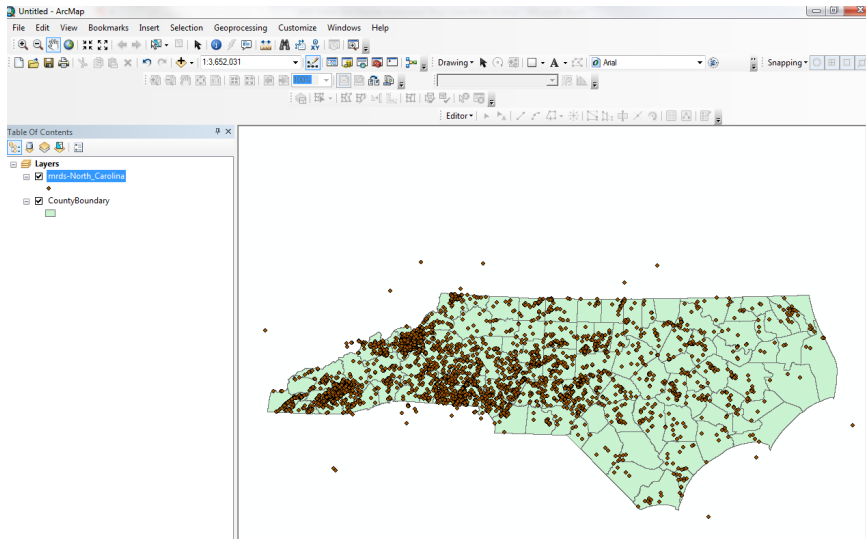 Untitled - ArcMap
File Edit View Bookmarks Insert Selection Geoprocessing Customize Windows Help
1:3,652,031 Drawing A Arial Snapping
Editor
Table Of Contents
Layers
mrds-North_Carolina
CountyBoundary